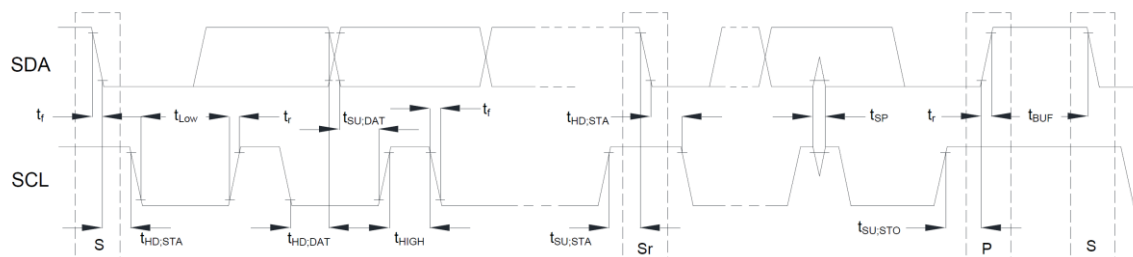 SDA
t_f t_Low t_r t_SU;DAT t_f t_HD;STA t_SP t_r t_BUF
SCL
S t_HD;STA t_HD;DAT t_HIGH t_SU;STA Sr t_SU;STO P S